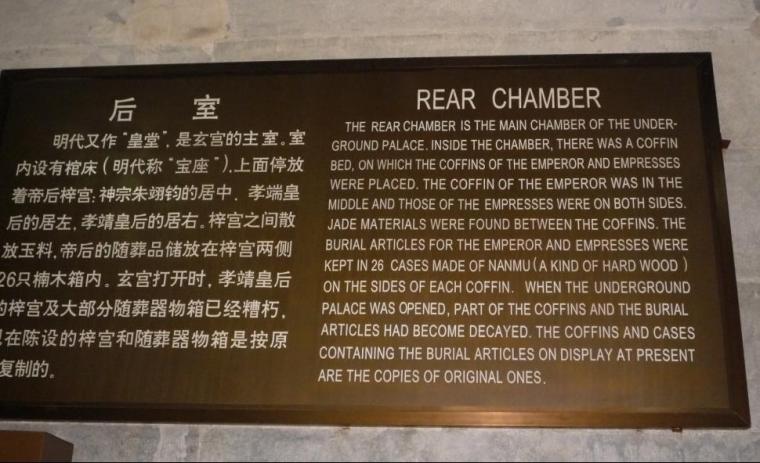 后 室
明代又作“皇堂”，是玄宫的主室。室
内设有棺床（明代称“宝座”），上面停放
着帝后梓宫：神宗朱翊钧的居中，孝端皇
后的居左，孝靖皇后的居右。梓宫之间散
放玉料，帝后的随葬品储放在梓宫两侧
26只楠木箱内。玄宫打开时，孝靖皇后
的梓宫及大部分随葬器物箱已经糟朽，
在陈设的梓宫和随葬器物箱是按原
复制的。
REAR CHAMBER
THE REAR CHAMBER IS THE MAIN CHAMBER OF THE UNDER-
GROUND PALACE. INSIDE THE CHAMBER, THERE WAS A COFFIN
BED, ON WHICH THE COFFINS OF THE EMPEROR AND EMPRESSES
WERE PLACED. THE COFFIN OF THE EMPEROR WAS IN THE
MIDDLE AND THOSE OF THE EMPRESSES WERE ON BOTH SIDES.
JADE MATERIALS WERE FOUND BETWEEN THE COFFINS. THE
BURIAL ARTICLES FOR THE EMPEROR AND EMPRESSES WERE
KEPT IN 26 CASES MADE OF NANMU (A KIND OF HARD WOOD )
ON THE SIDES OF EACH COFFIN. WHEN THE UNDERGROUND
PALACE WAS OPENED, PART OF THE COFFINS AND THE BURIAL
ARTICLES HAD BECOME DECAYED. THE COFFINS AND CASES
CONTAINING THE BURIAL ARTICLES ON DISPLAY AT PRESENT
ARE THE COPIES OF ORIGINAL ONES.